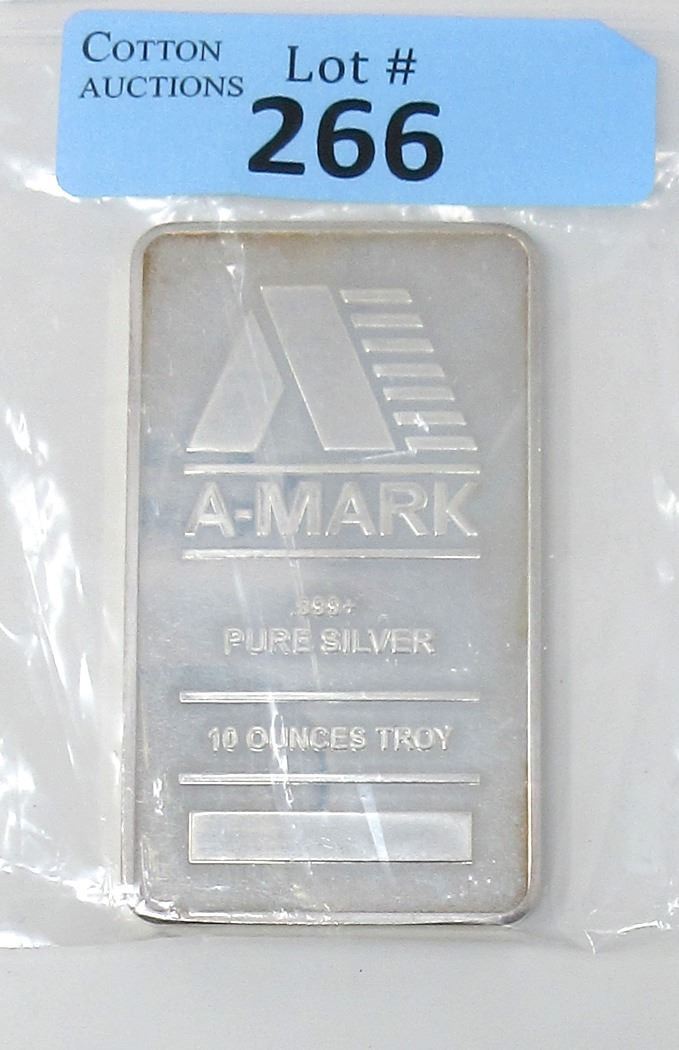 COTTON
AUCTIONS
Lot #
266
A-MARK
.999+
PURE SILVER
10 OUNCES TROY